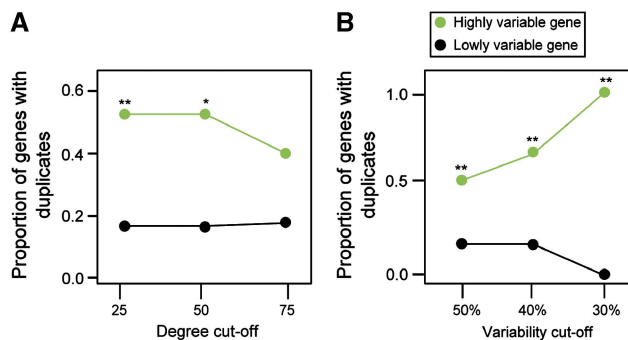 A
Proportion of genes with
duplicates
0.6
0.4
0.2
0.0
**
*
25
50
75
Degree cut-off
B
Highly variable gene
Lowly variable gene
Proportion of genes with
duplicates
1.0
0.5
0.0
**
**
**
50%
40%
30%
Variability cut-off